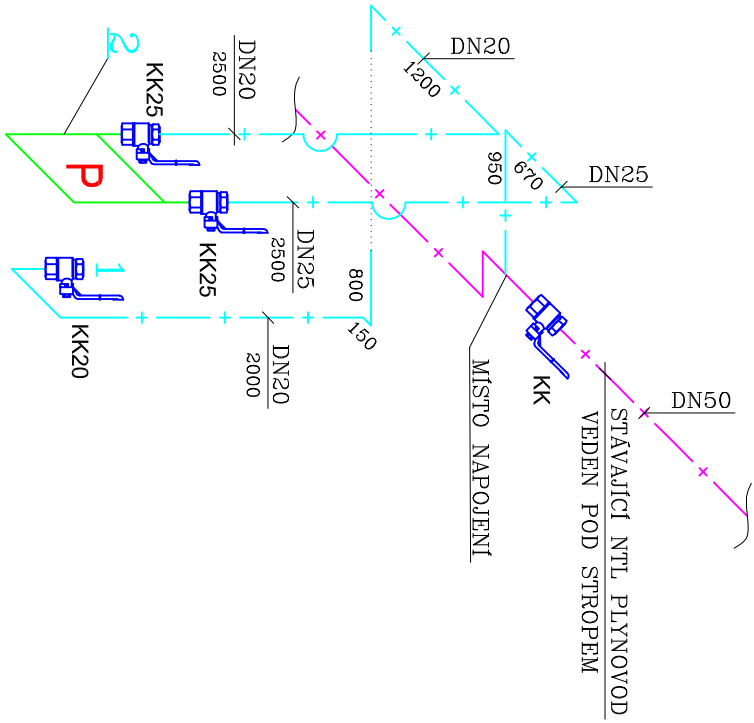 DN20
1200
2
KK25
DN20
2500
950
670
DN25
P
KK25
DN25
2500
1
KK20
800
150
DN20
2000
MÍSTO NAPOJENÍ
KK
DN50
STÁVAJÍCÍ NTL PLYNOVOD
VEDEN POD STROPEM